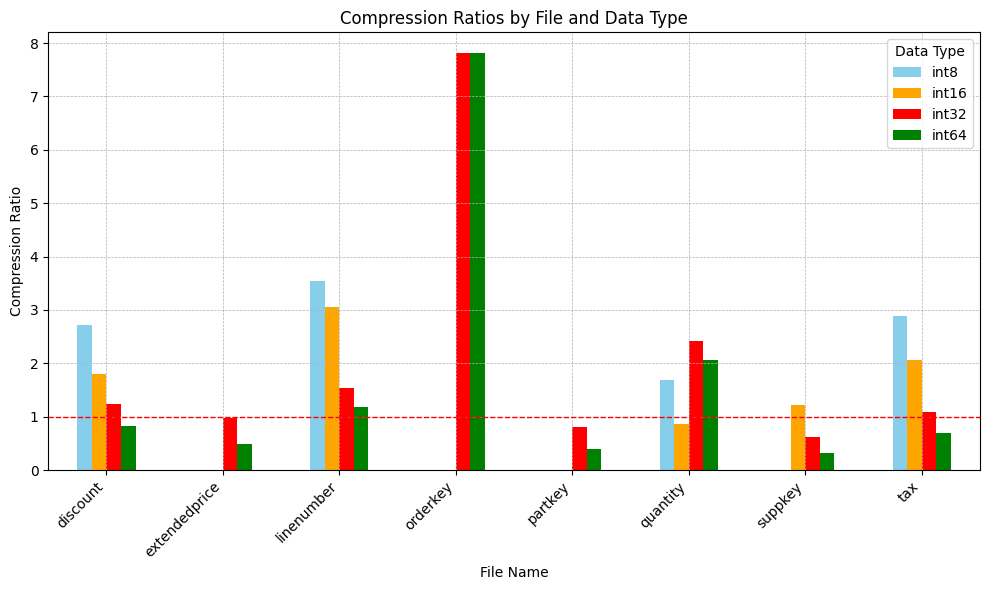 Compression Ratios by File and Data Type
8
7
6
5
4
3
2
1
0
Compression Ratio
Data Type
int8
int16
int32
int64
discount
extendedprice
linenumber
orderkey
partkey
quantity
suppkey
tax
File Name